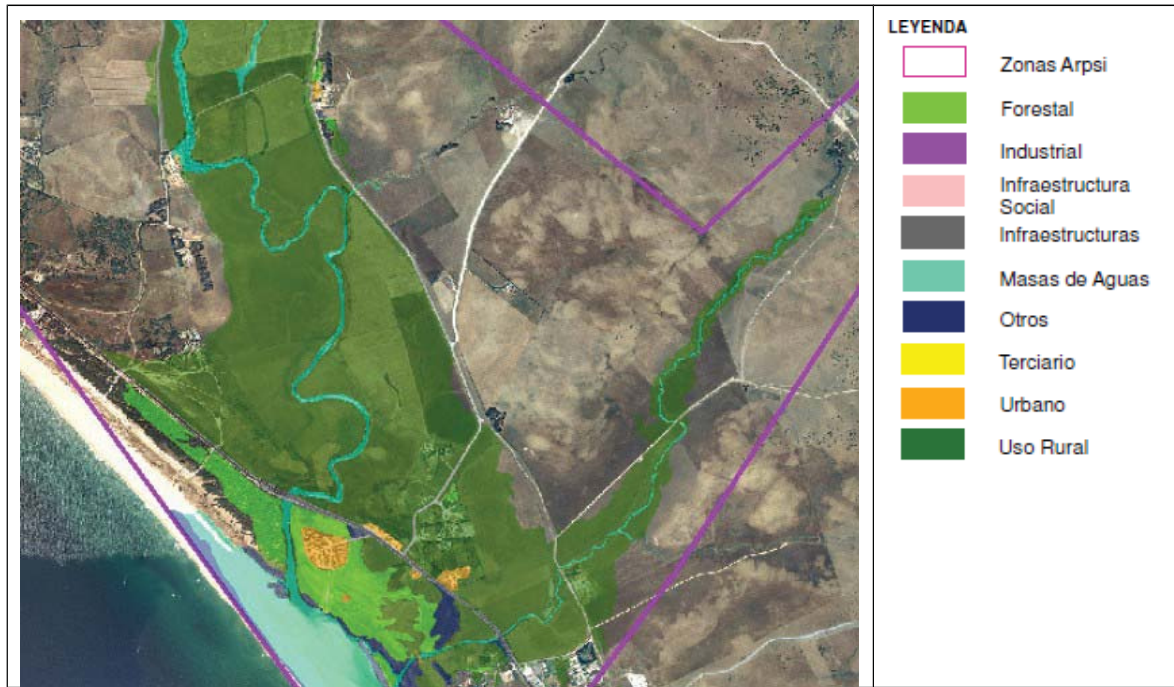 LEYENDA
Zonas Arpsi
Forestal
Industrial
Infraestructura
Social
Infraestructuras
Masas de Aguas
Otros
Terciario
Urbano
Uso Rural